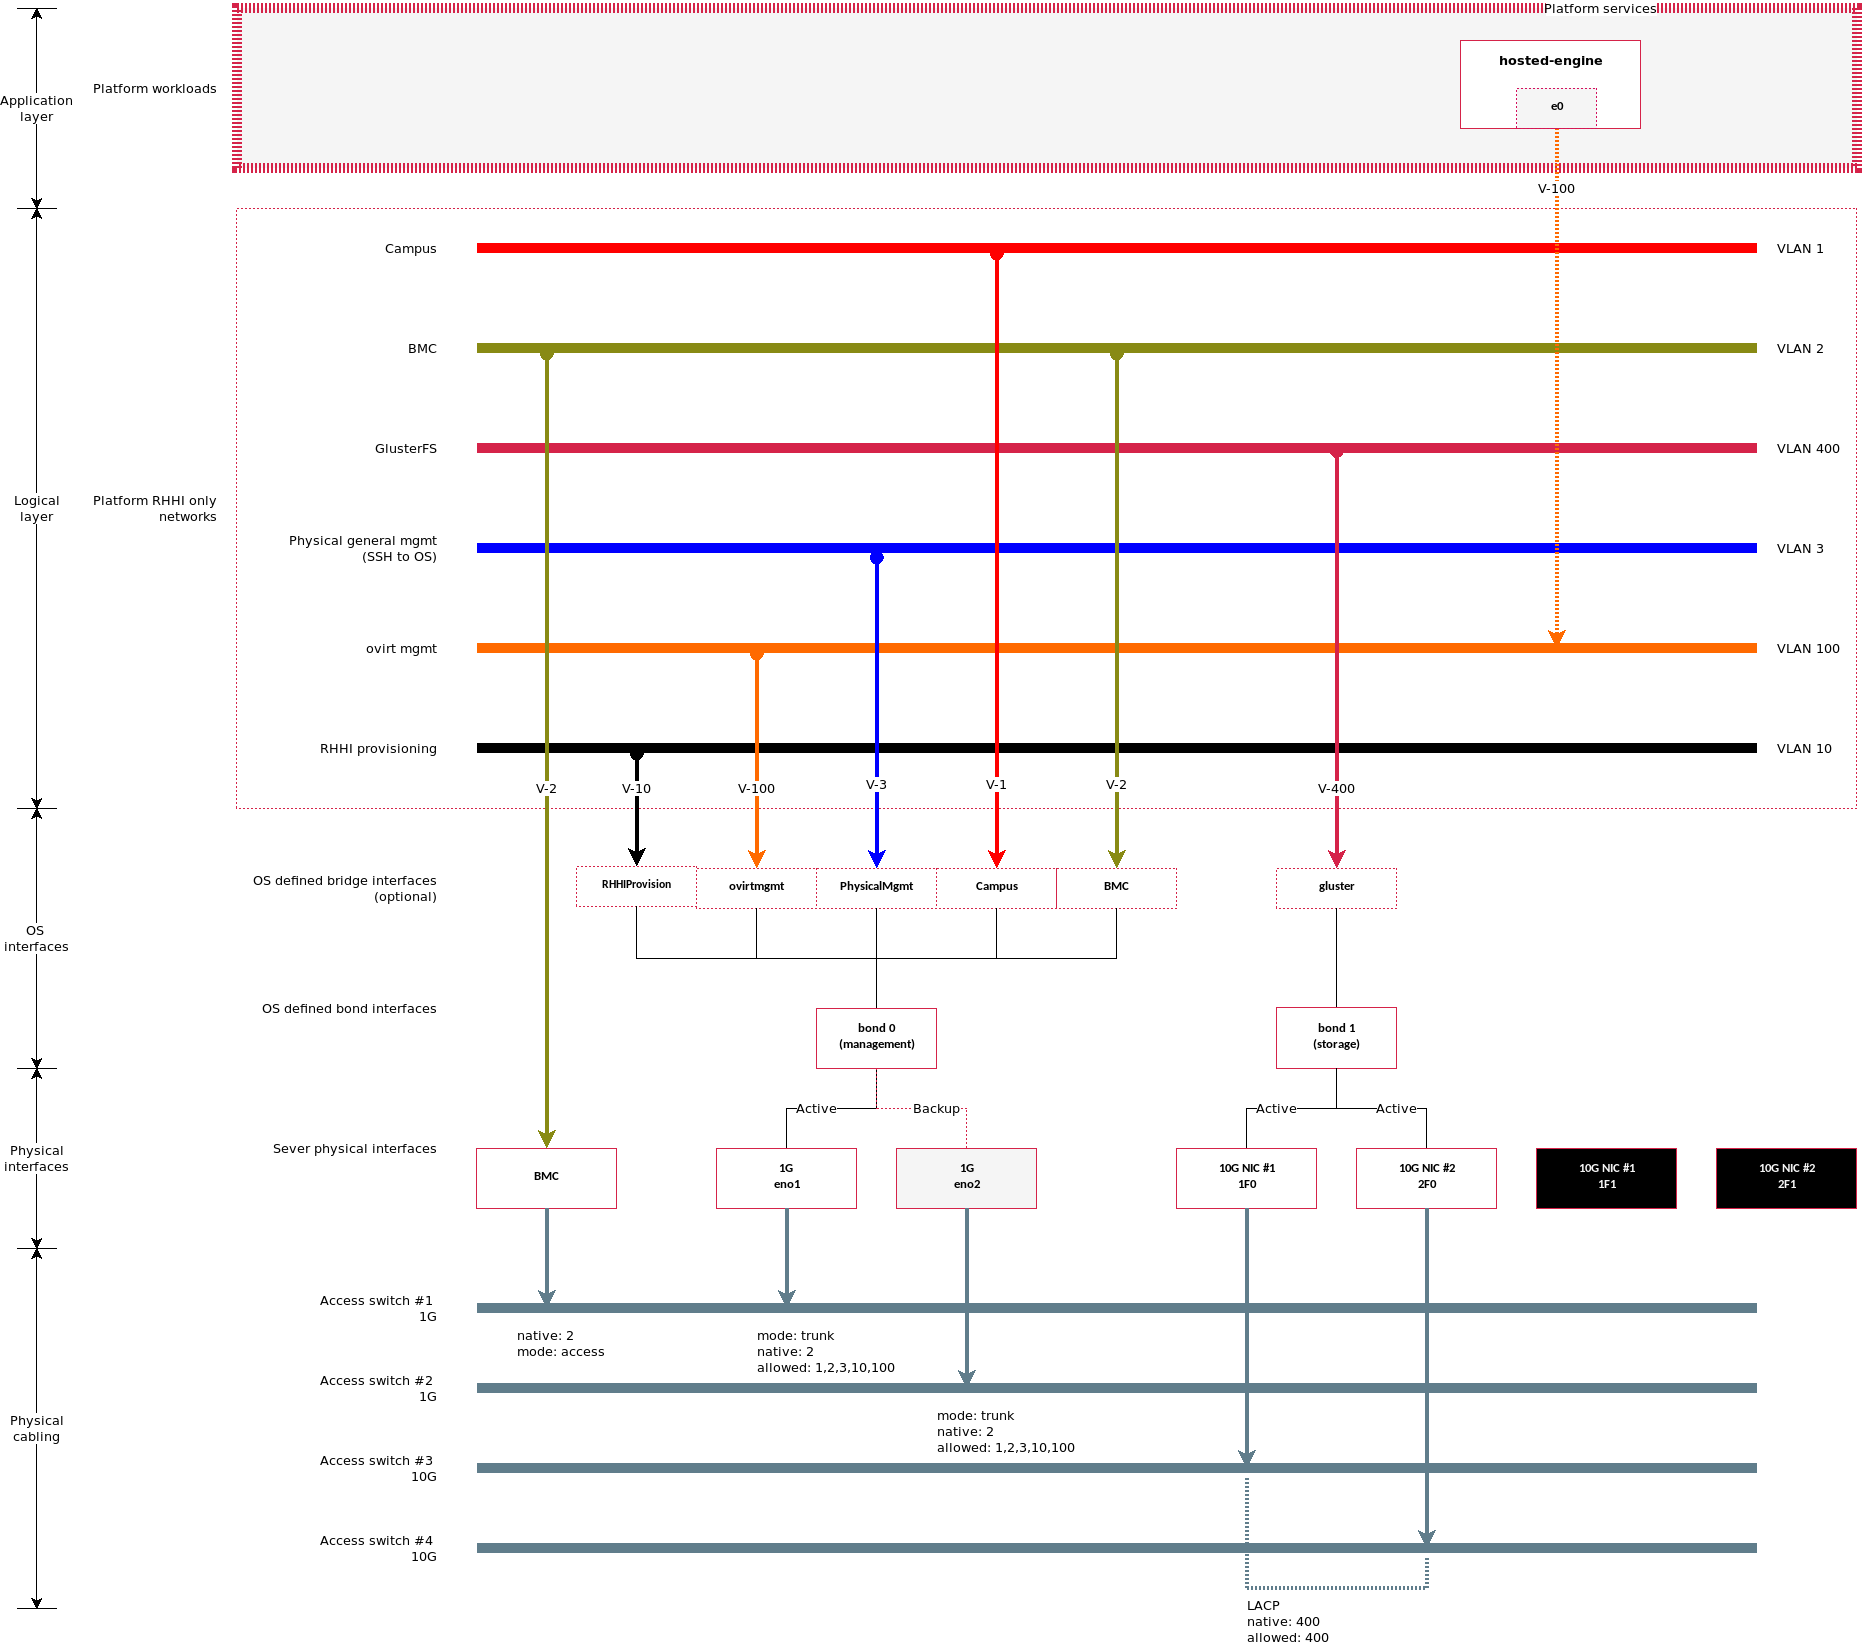 Platform services
hosted-engine
e0
Platform workloads
Application
layer
V-100
Campus
VLAN 1
BMC
VLAN 2
GlusterFS
VLAN 400
Logical
layer
Platform RHHI only
networks
Physical general mgmt
(SSH to OS)
VLAN 3
ovirt mgmt
VLAN 100
RHHI provisioning
VLAN 10
V-2
V-10
V-100
V-3
V-1
V-2
V-400
OS defined bridge interfaces
(optional)
RHHIProvision
ovirtmgmt
PhysicalMgmt
Campus
BMC
gluster
OS
interfaces
OS defined bond interfaces
bond 0
(management)
bond 1
(storage)
Active
Backup
Active
Active
Physical
interfaces
Sever physical interfaces
BMC
1G
eno1
1G
eno2
10G NIC #1
1F0
10G NIC #2
2F0
10G NIC #1
1F1
10G NIC #2
2F1
Access switch #1
1G
native: 2
mode: access
mode: trunk
native: 2
allowed: 1,2,3,10,100
Access switch #2
1G
Physical
cabling
mode: trunk
native: 2
allowed: 1,2,3,10,100
Access switch #3
10G
Access switch #4
10G
LACP
native: 400
allowed: 400